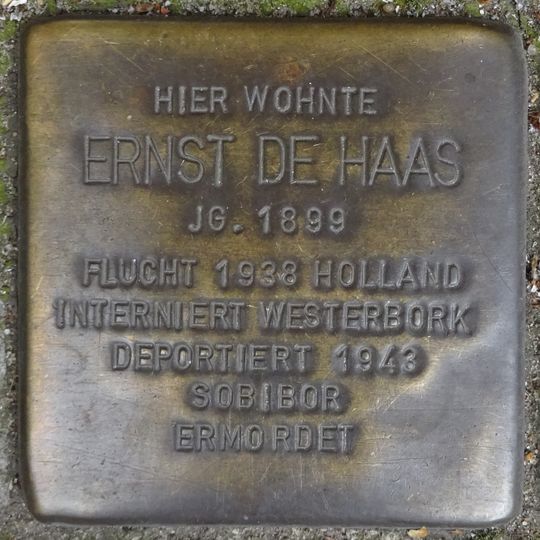 HIER WOHNTE
ERNST DE HAAS
JG. 1899
FLUCHT 1938 HOLLAND
INTERNIERT WESTERBORK
DEPORTIERT 1943
SOBIBOR
ERMORDET